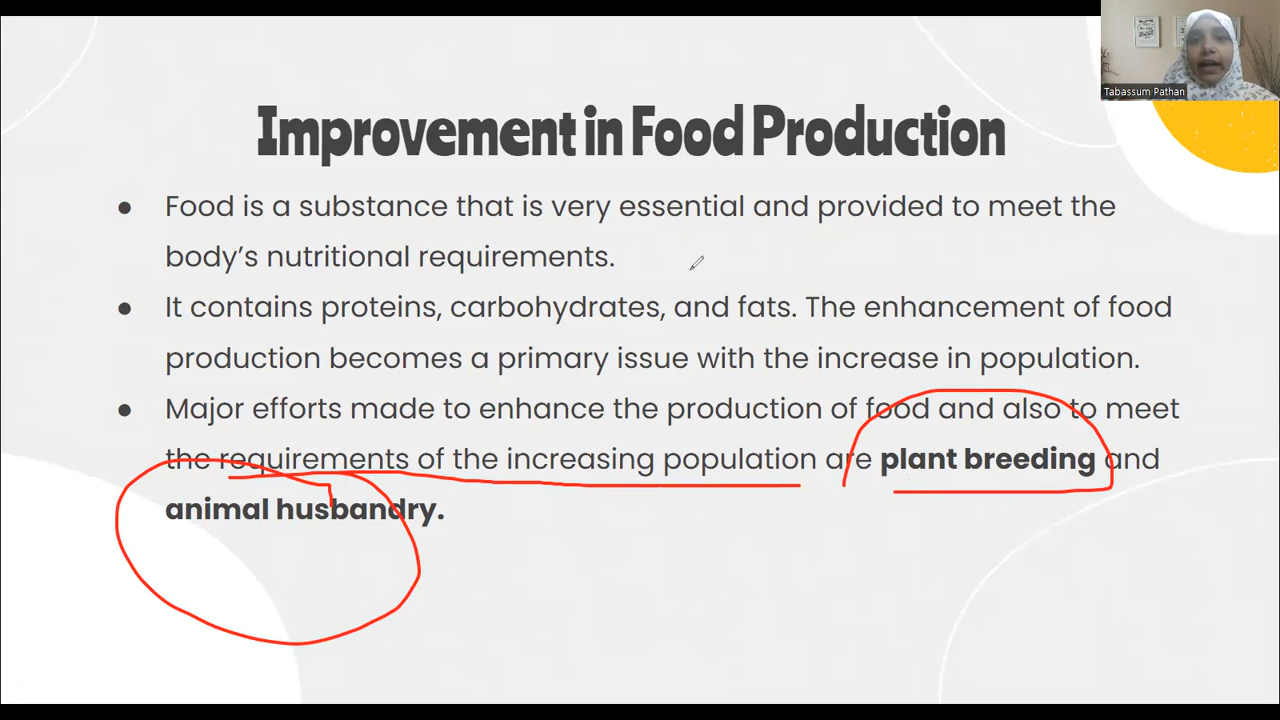 Tabassum Pathan
Improvement in Food Production
● Food is a substance that is very essential and provided to meet the
body’s nutritional requirements.
● It contains proteins, carbohydrates, and fats. The enhancement of food
production becomes a primary issue with the increase in population.
● Major efforts made to enhance the production of food and also to meet
the requirements of the increasing population are plant breeding and
animal husbandry.